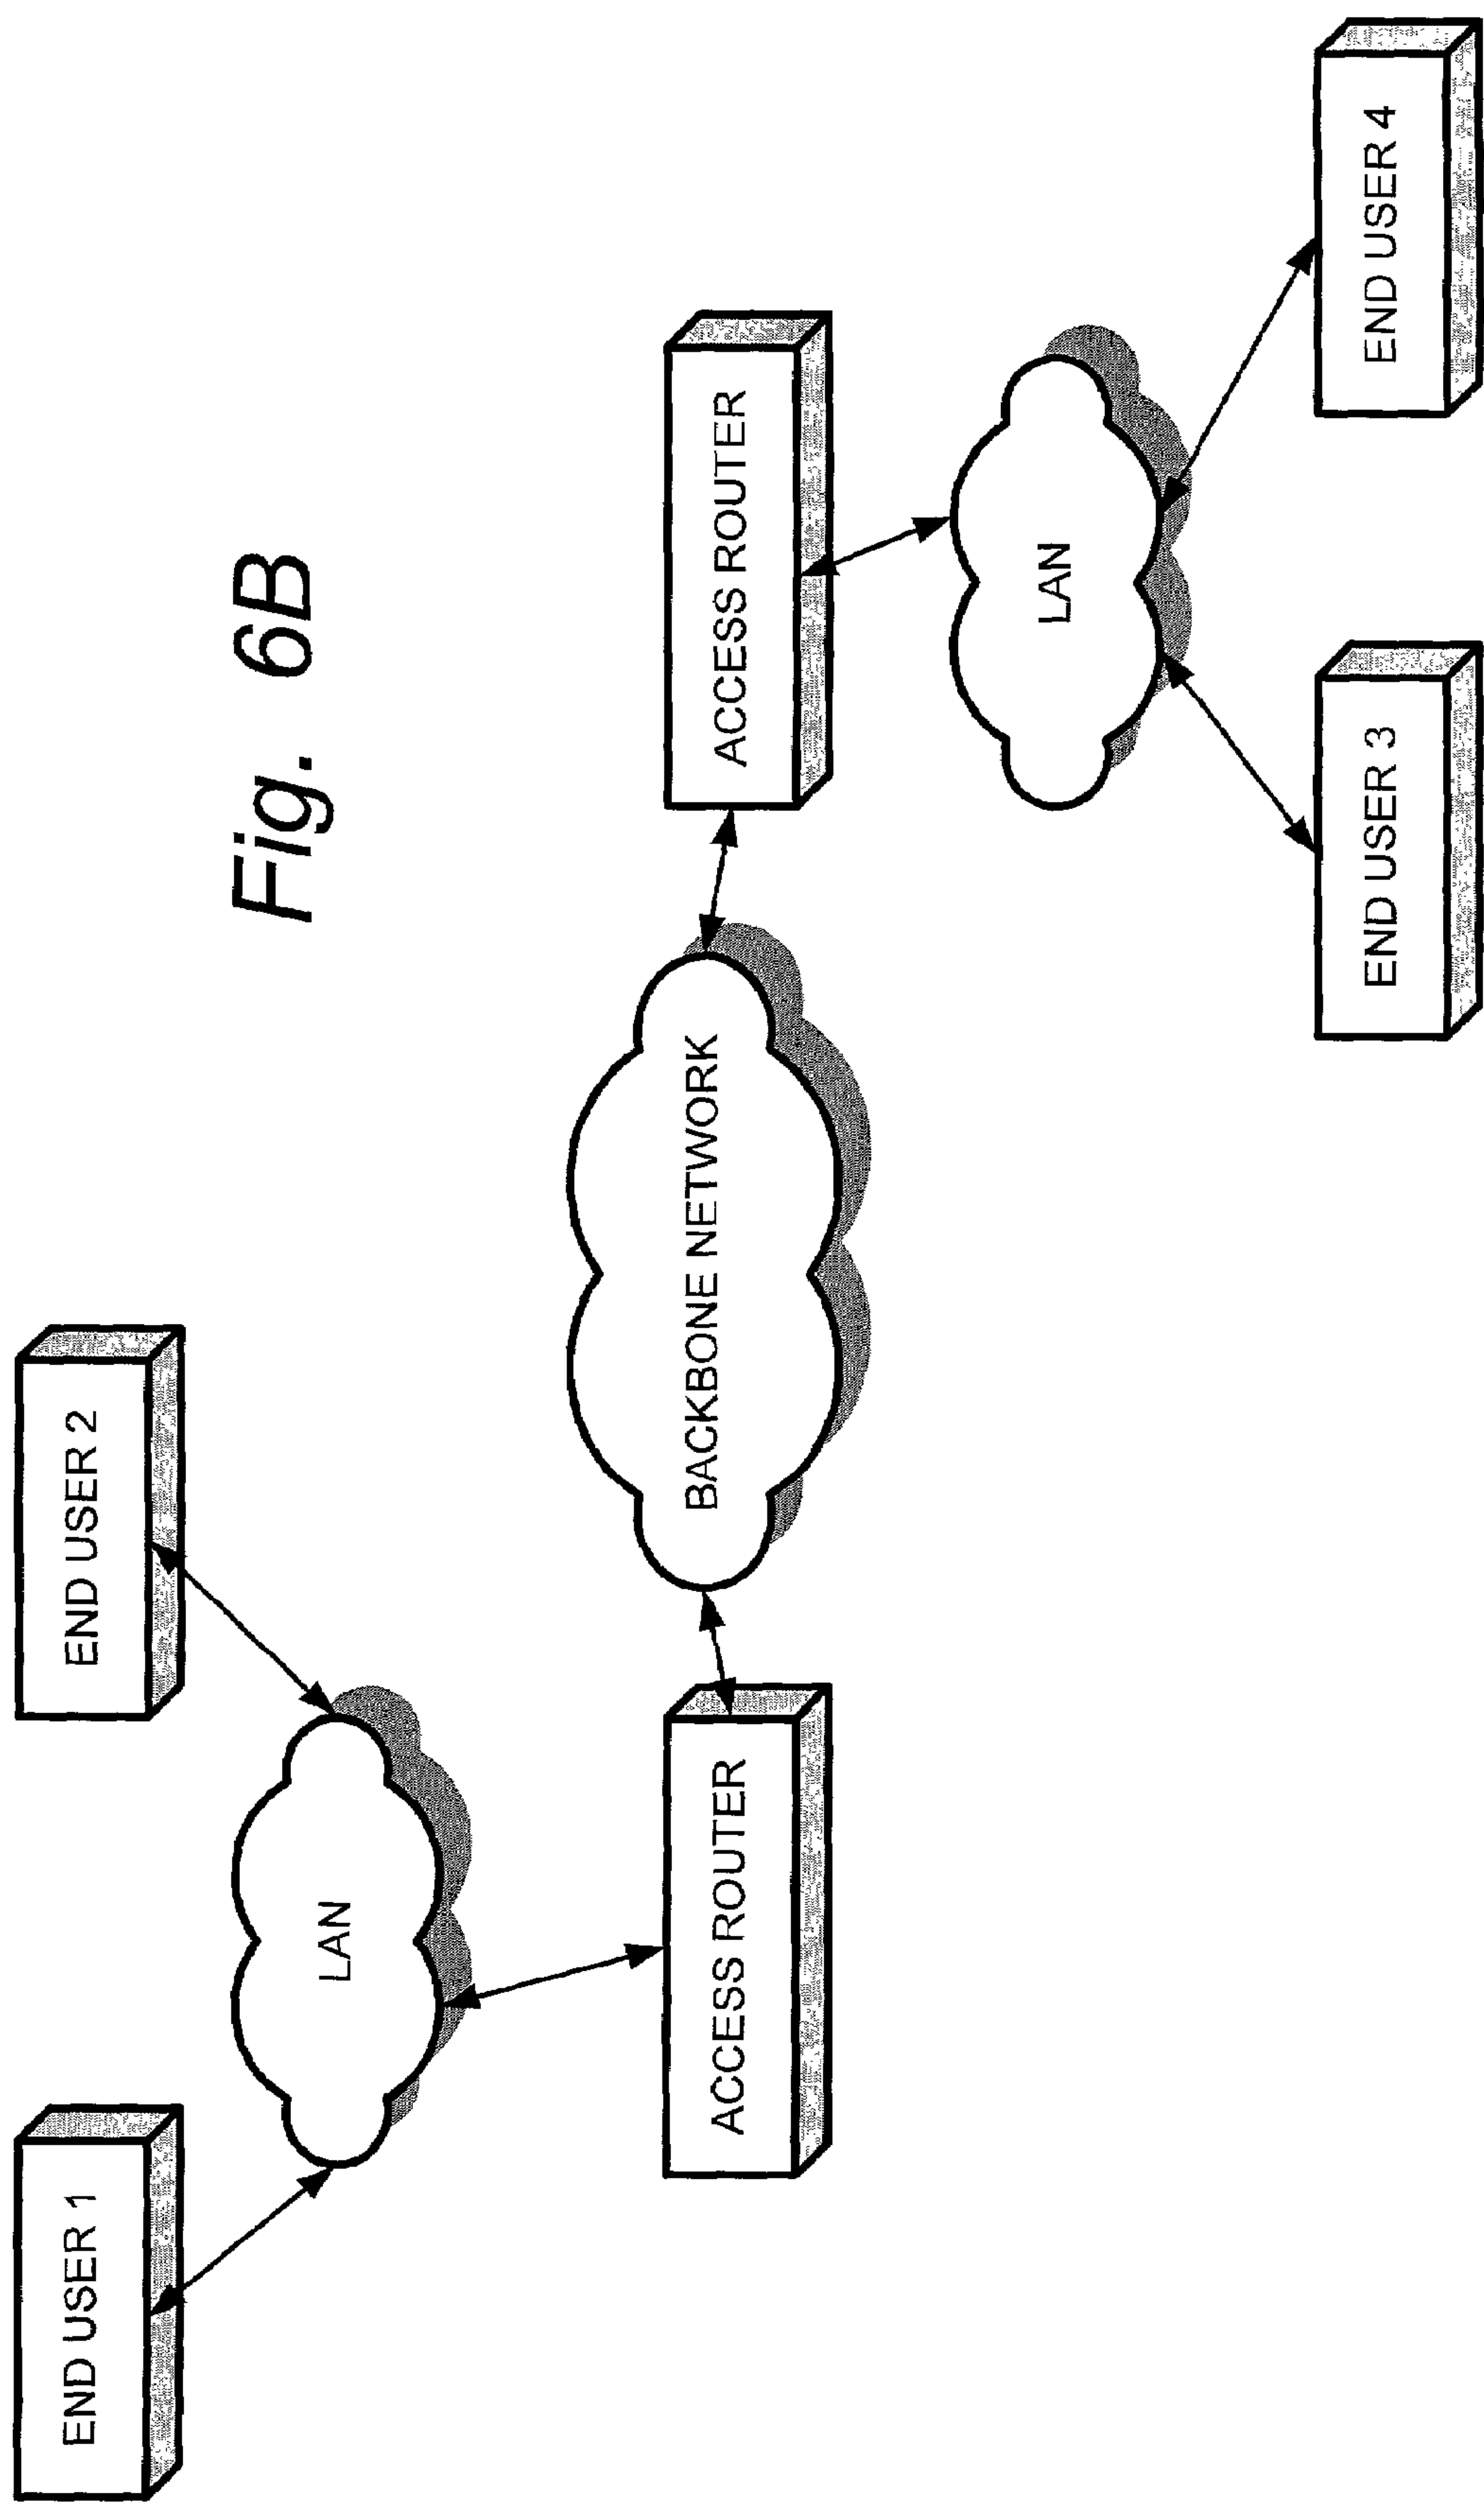 END USER 1
END USER 2
LAN
Fig. 6B
ACCESS ROUTER
BACKBONE NETWORK
ACCESS ROUTER
LAN
END USER 3
END USER 4